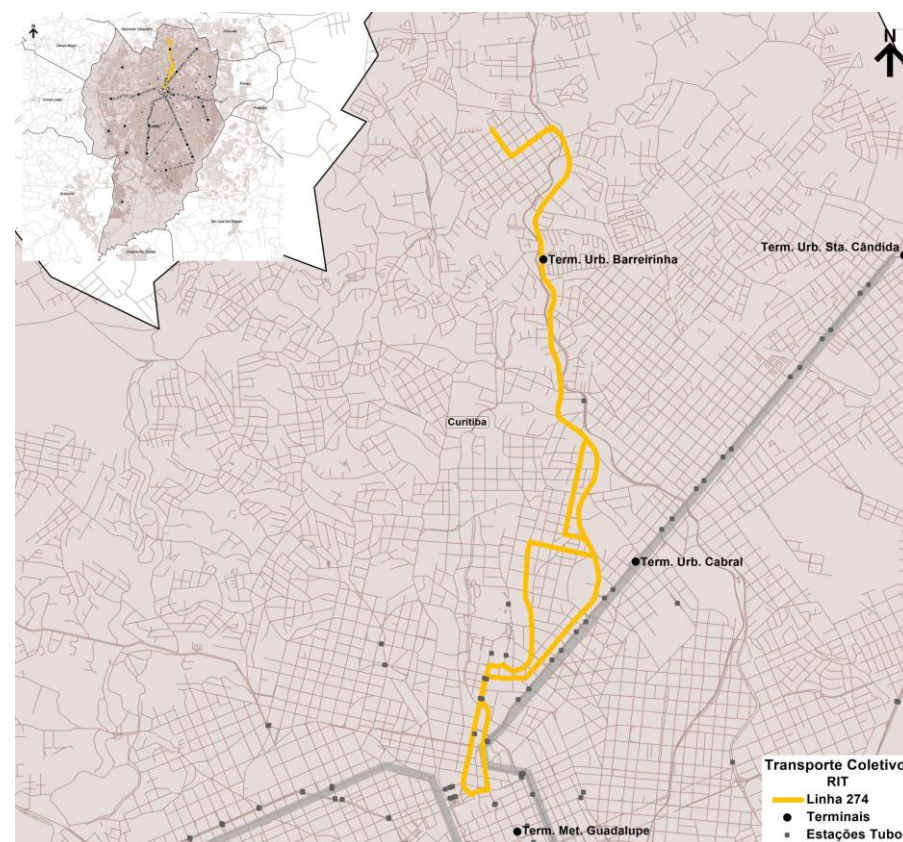 N
Term. Urb. Sta. Cândida
Term. Urb. Barreirinha
Curitiba
Term. Urb. Cabral
Term. Met. Guadalupe
Transporte Coletivo
RIT
Linha 274
Terminais
Estações Tubo